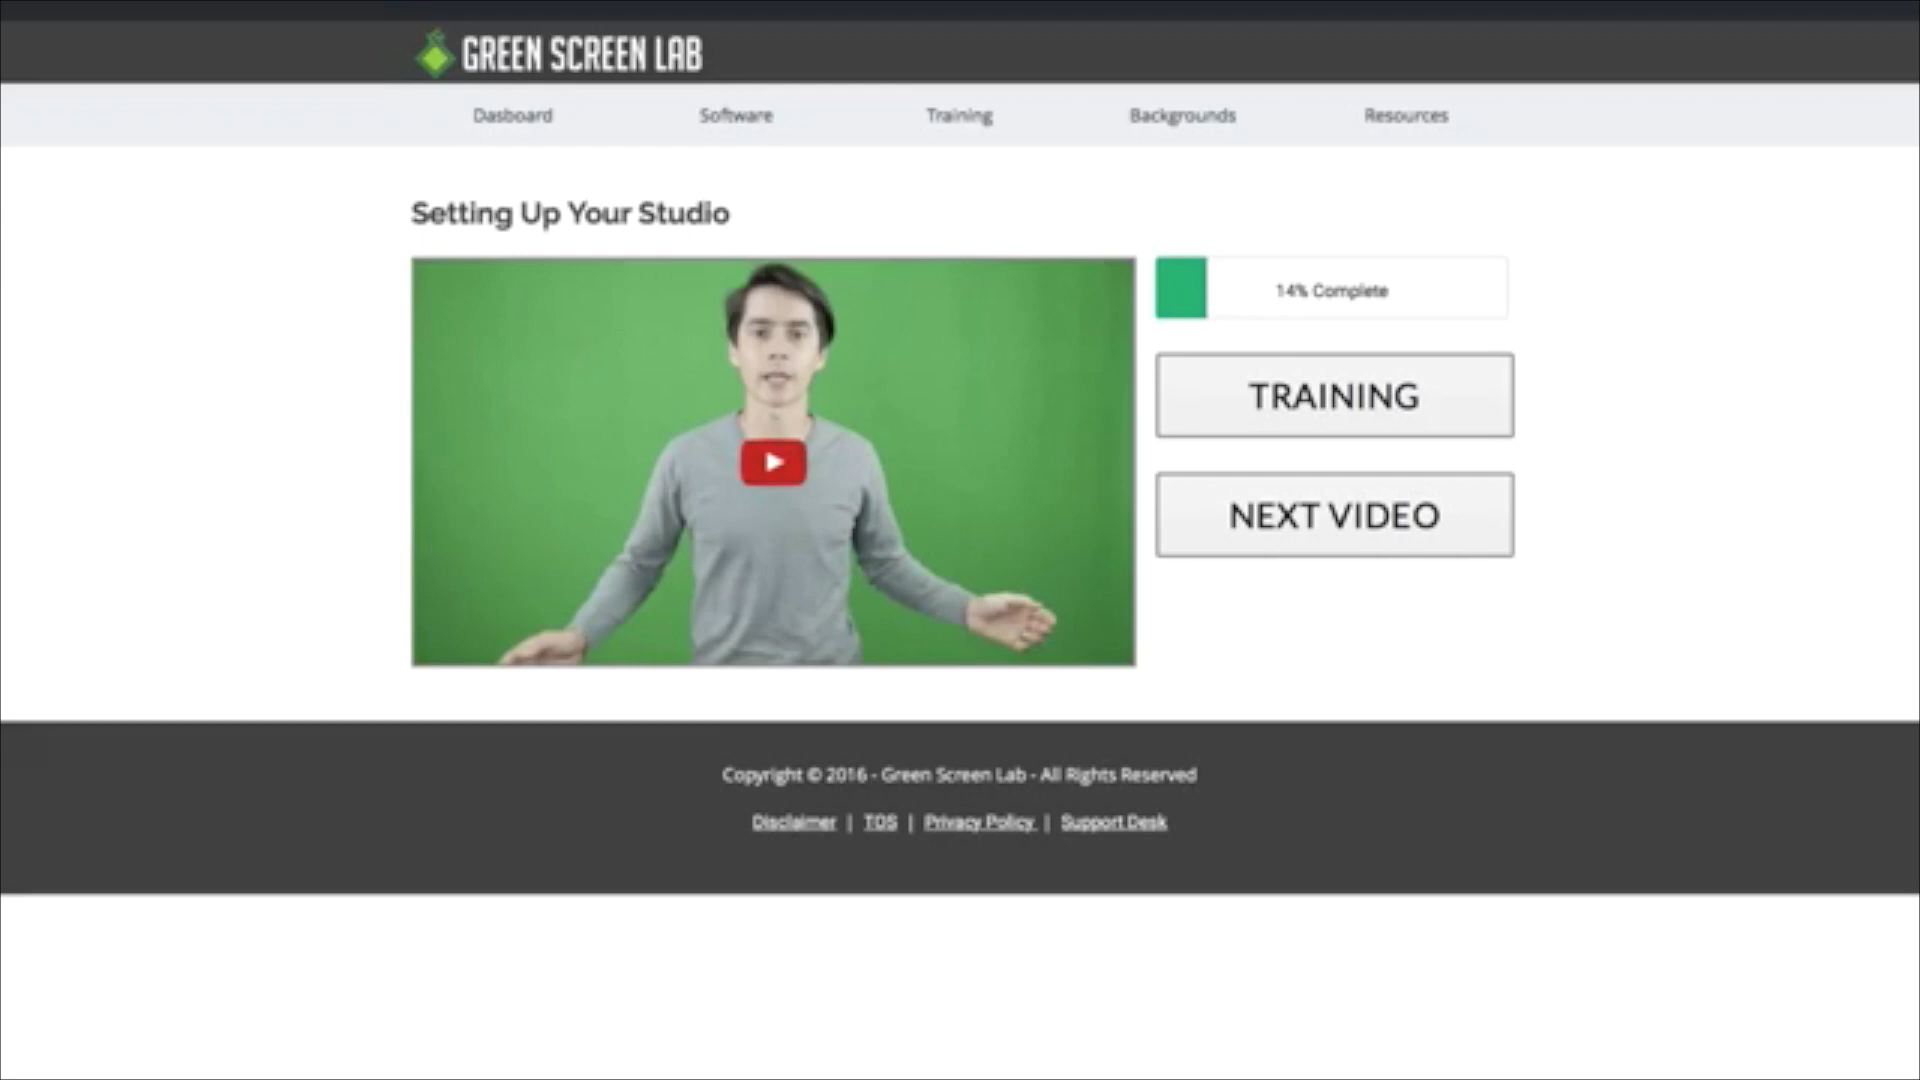 GREEN SCREEN LAB
Dasboard Software Training Backgrounds Resources
Setting Up Your Studio
14% Complete
TRAINING
NEXT VIDEO
Copyright © 2016 - Green Screen Lab - All Rights Reserved
Disclaimer | TOS | Privacy Policy | Support Desk